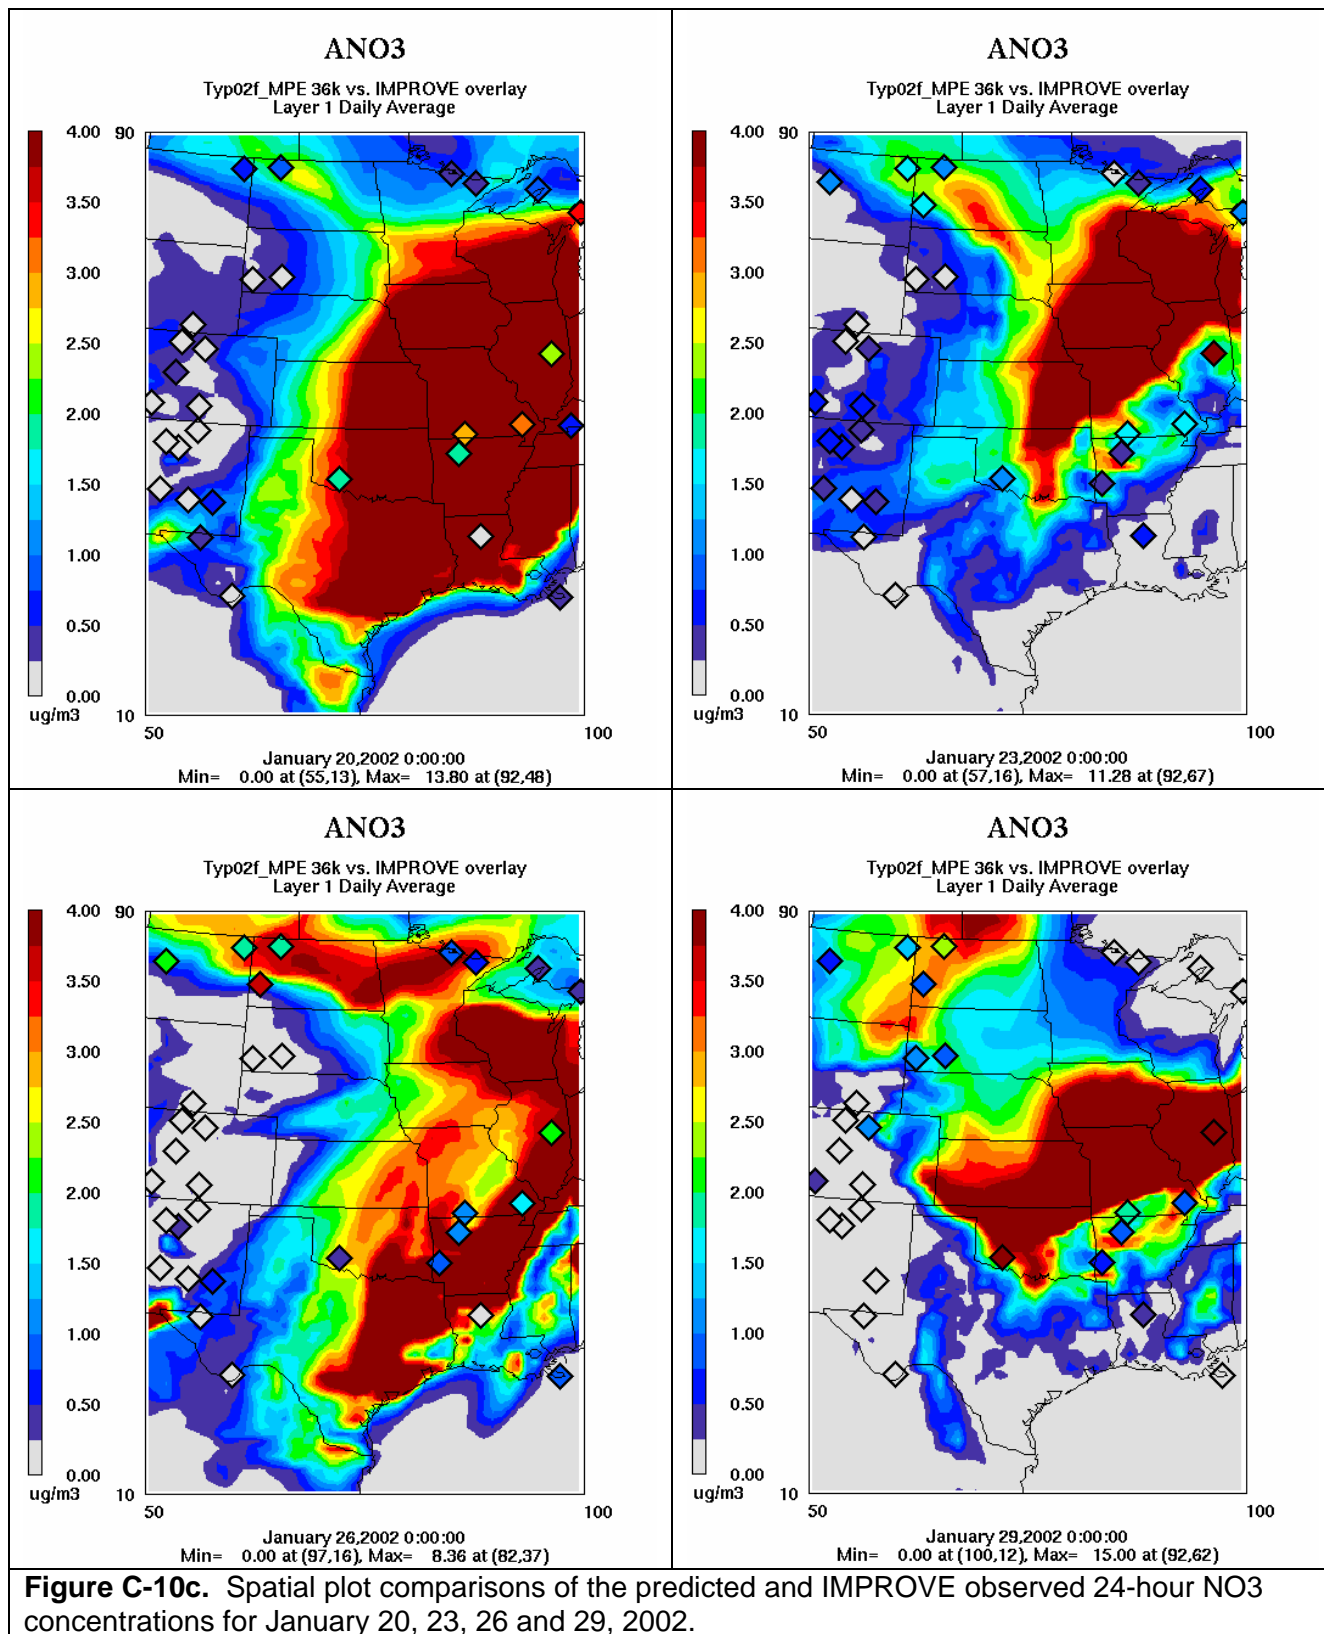 ANO3
Typ02f_MPE 36k vs. IMPROVE overlay
Layer 1 Daily Average
4.00
3.50
3.00
2.50
2.00
1.50
1.00
0.50
0.00
ug/m3
90
10
50
100
January 20,2002 0:00:00
Min= 0.00 at (55,13), Max= 13.80 at (92,48)
ANO3
Typ02f_MPE 36k vs. IMPROVE overlay
Layer 1 Daily Average
4.00
3.50
3.00
2.50
2.00
1.50
1.00
0.50
0.00
ug/m3
90
10
50
100
January 23,2002 0:00:00
Min= 0.00 at (57,16), Max= 11.28 at (92,67)
ANO3
Typ02f_MPE 36k vs. IMPROVE overlay
Layer 1 Daily Average
4.00
3.50
3.00
2.50
2.00
1.50
1.00
0.50
0.00
ug/m3
90
10
50
100
January 26,2002 0:00:00
Min= 0.00 at (97,16), Max= 8.36 at (82,37)
ANO3
Typ02f_MPE 36k vs. IMPROVE overlay
Layer 1 Daily Average
4.00
3.50
3.00
2.50
2.00
1.50
1.00
0.50
0.00
ug/m3
90
10
50
100
January 29,2002 0:00:00
Min= 0.00 at (100,12), Max= 15.00 at (92,62)
Figure C-10c. Spatial plot comparisons of the predicted and IMPROVE observed 24-hour NO3
concentrations for January 20, 23, 26 and 29, 2002.